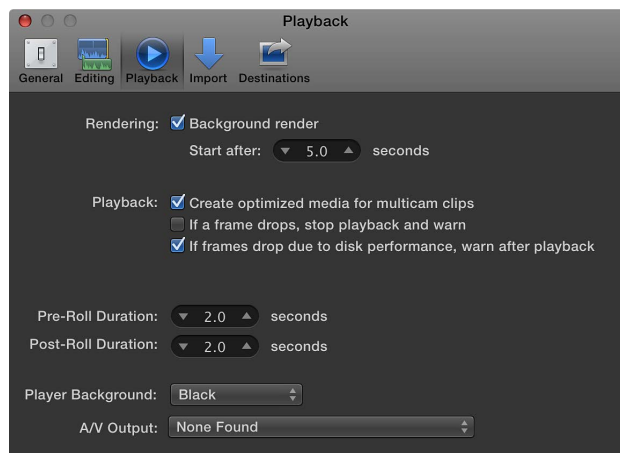 Playback
General Editing Playback Import Destinations
Rendering: Background render
Start after: 5.0 seconds
Playback: Create optimized media for multicam clips
If a frame drops, stop playback and warn
If frames drop due to disk performance, warn after playback
Pre-Roll Duration: 2.0 seconds
Post-Roll Duration: 2.0 seconds
Player Background: Black
A/V Output: None Found